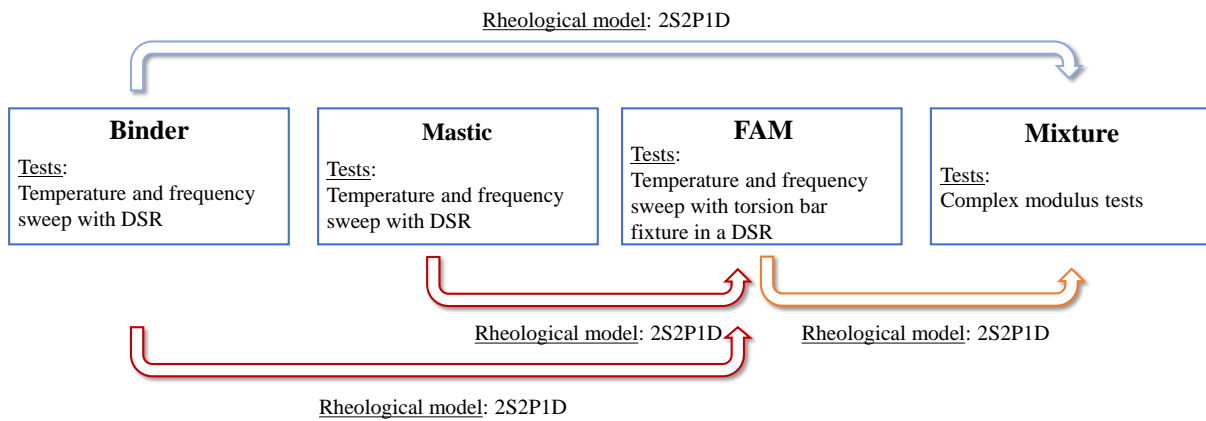 Rheological model: 2S2P1D
Binder
Tests:
Temperature and frequency
sweep with DSR
Mastic
Tests:
Temperature and frequency
sweep with DSR
FAM
Tests:
Temperature and frequency
sweep with torsion bar
fixture in a DSR
Mixture
Tests:
Complex modulus tests
Rheological model: 2S2P1D
Rheological model: 2S2P1D
Rheological model: 2S2P1D